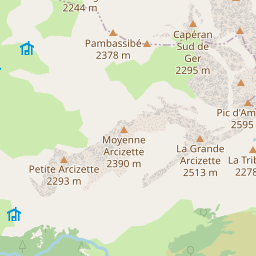 2244 m
Pambassibé
2378 m
Capéran
Sud de
Ger
2295 m
Pic d'Am
2595
Moyenne
Arcizette
2390 m
La Grande
Arcizette
2513 m
La Trib
2278
Petite Arcizette
2293 m